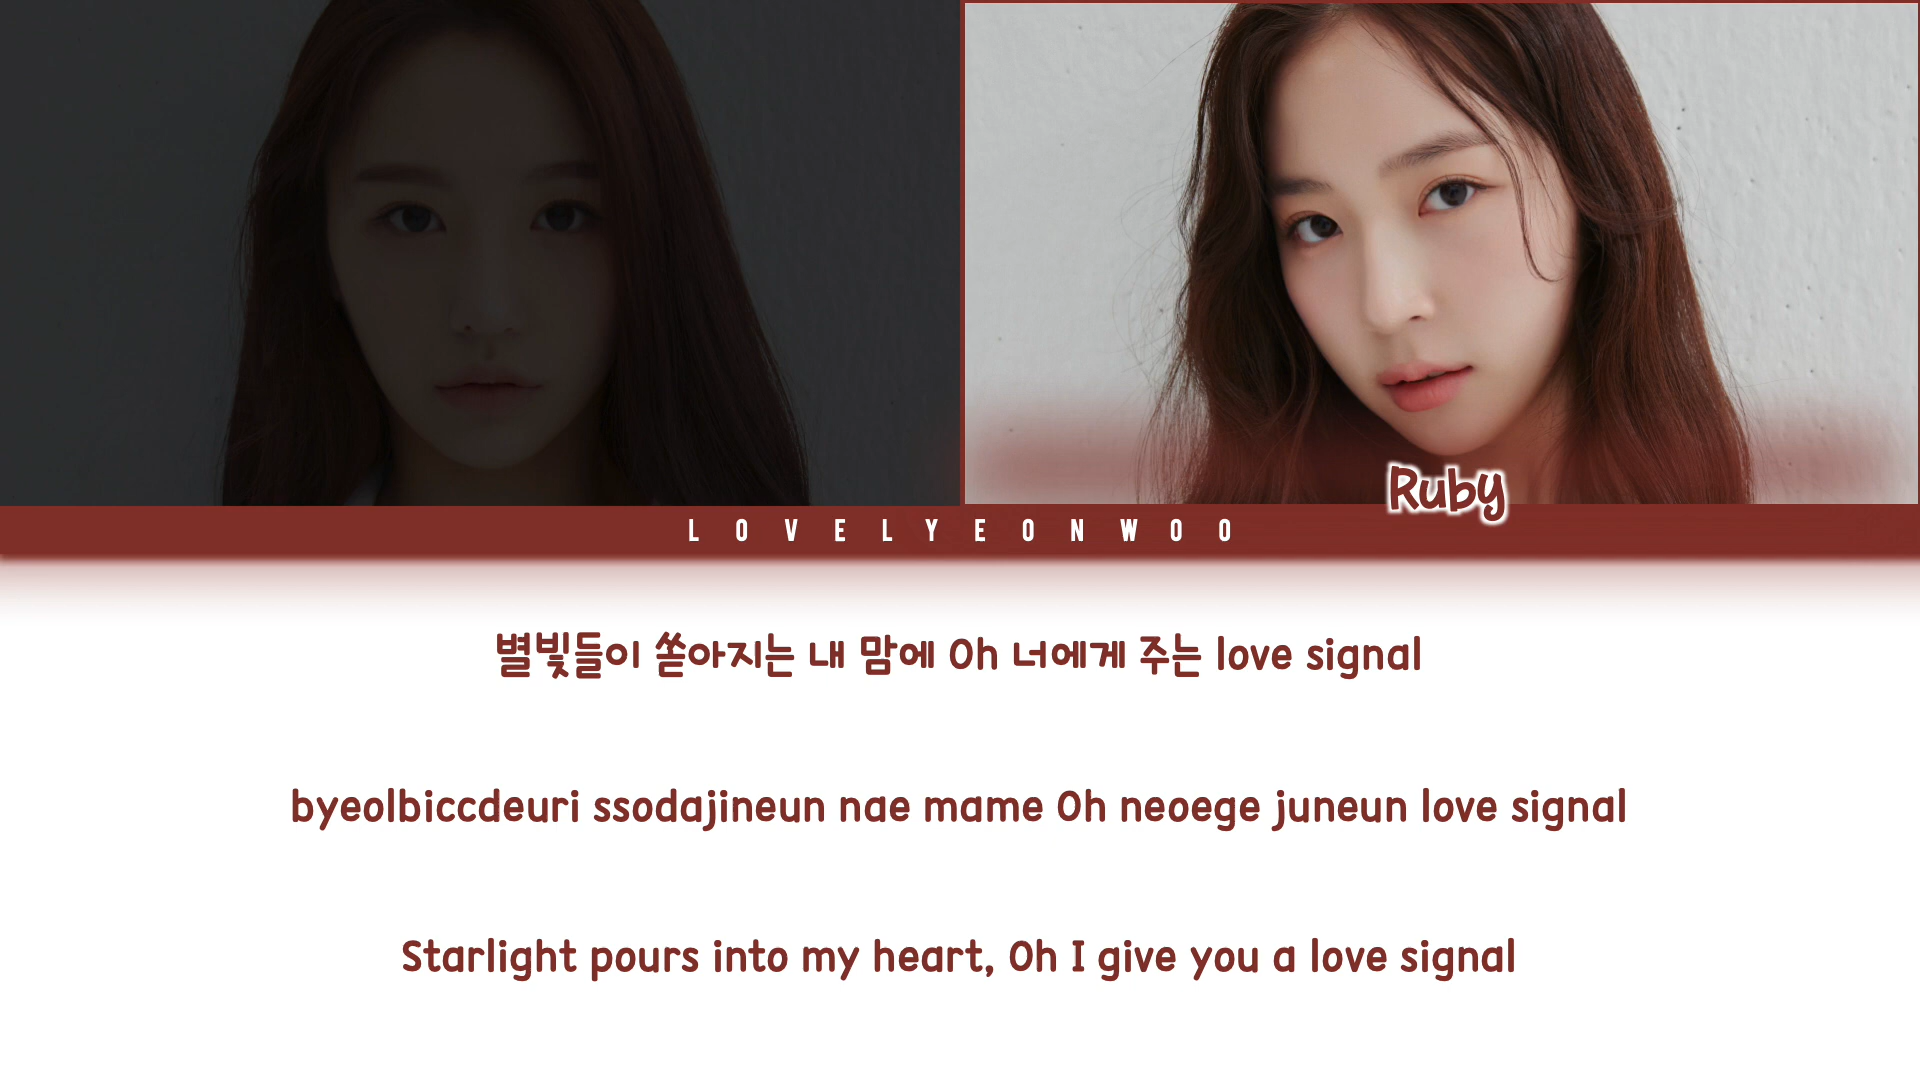 Ruby
LOVELYEONWOO
별빛들이 쏟아지는 내 맘에 Oh 너에게 주는 love signal
byeolbiccdeuri ssodajineun nae mame Oh neoege juneun love signal
Starlight pours into my heart, Oh I give you a love signal